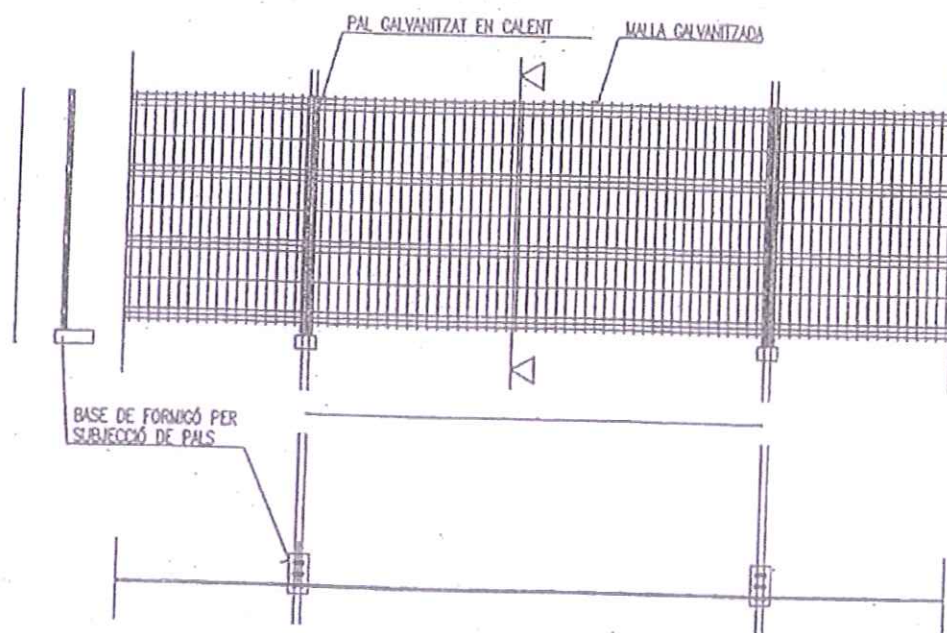 PAL GALVANITZAT EN CALENT
MALLA GALVANITZADA
BASE DE FORMIGÓ PER
SUBJECCIÓ DE PALS